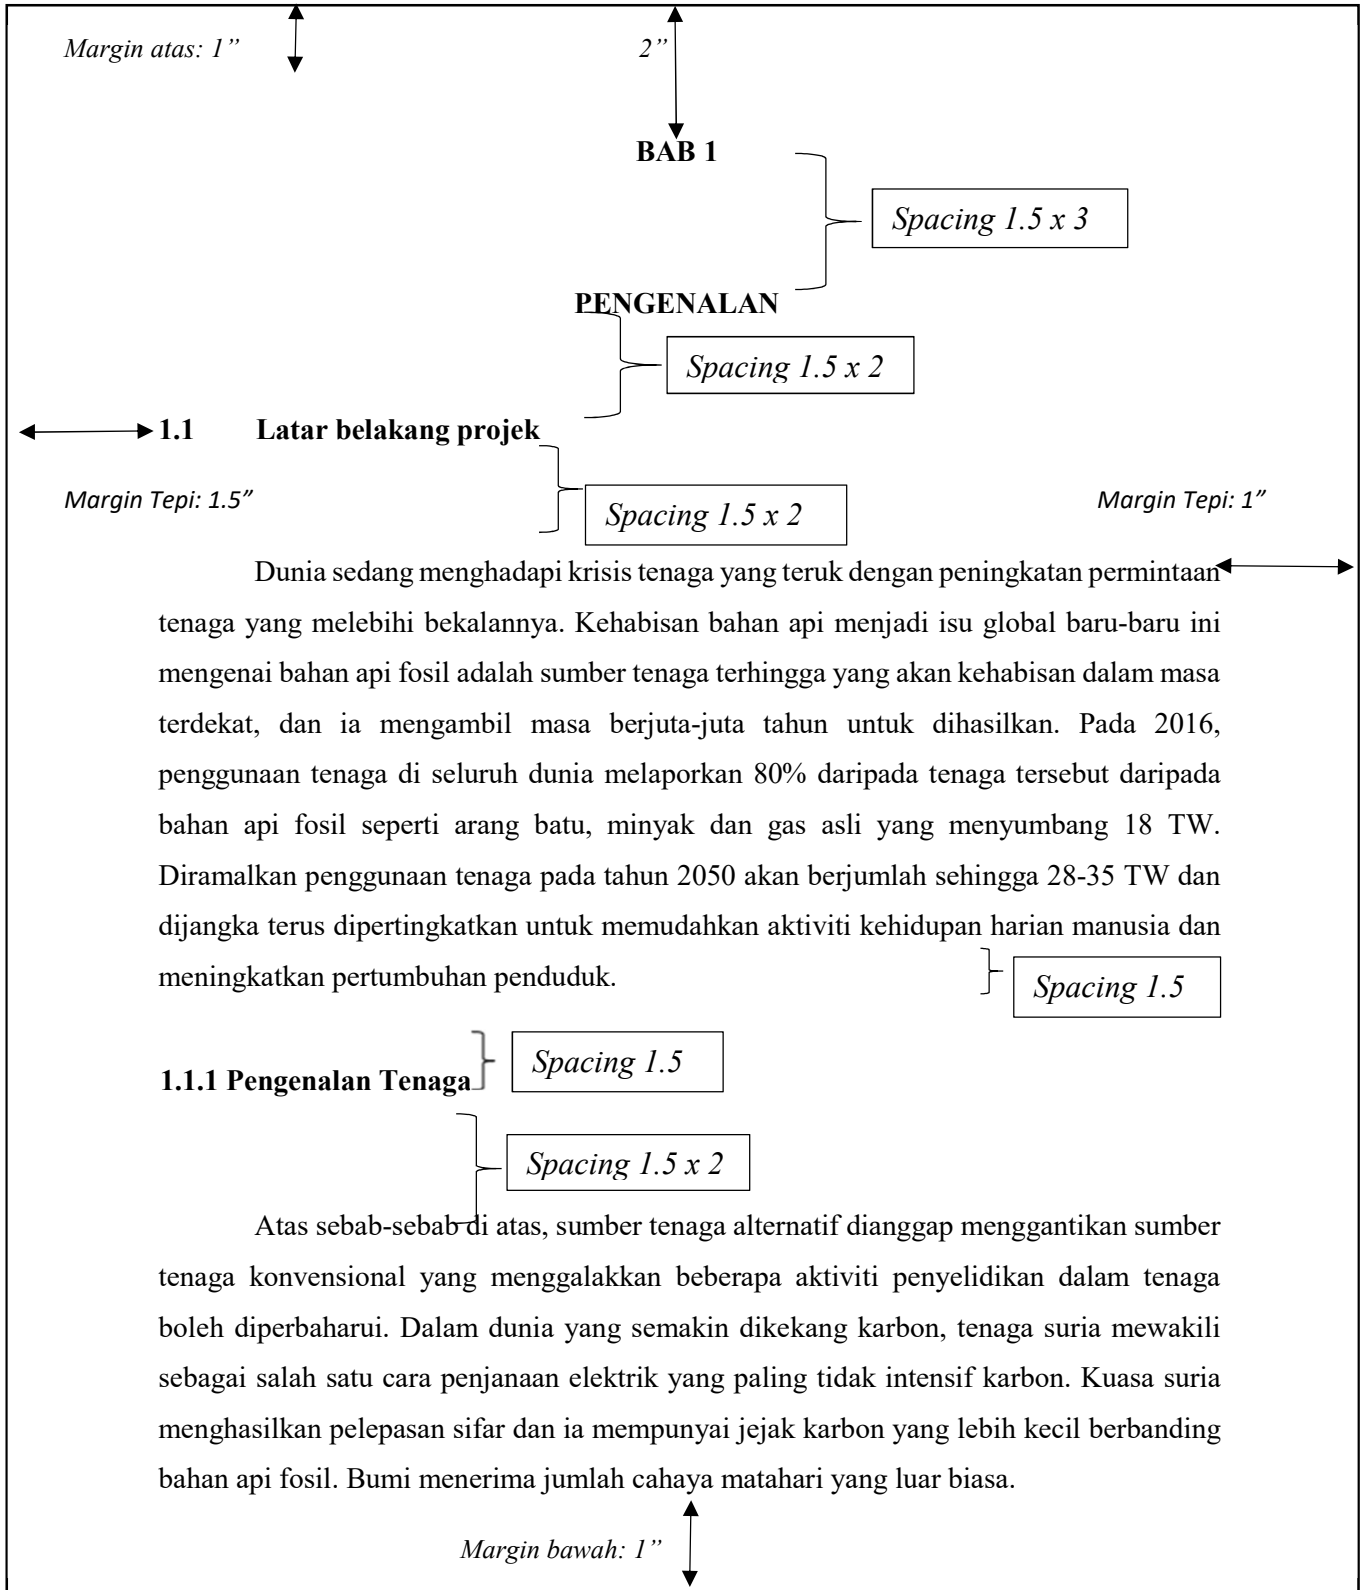 Margin atas: 1”
2”
BAB 1
Spacing 1.5 x 3
PENGENALAN
Spacing 1.5 x 2
1.1 Latar belakang projek
Margin Tepi: 1.5”
Margin Tepi: 1”
Spacing 1.5 x 2
Dunia sedang menghadapi krisis tenaga yang teruk dengan peningkatan permintaan
tenaga yang melebihi bekalannya. Kehabisan bahan api menjadi isu global baru-baru ini
mengenai bahan api fosil adalah sumber tenaga terhingga yang akan kehabisan dalam masa
terdekat, dan ia mengambil masa berjuta-juta tahun untuk dihasilkan. Pada 2016,
penggunaan tenaga di seluruh dunia melaporkan 80% daripada tenaga tersebut daripada
bahan api fosil seperti arang batu, minyak dan gas asli yang menyumbang 18 TW.
Diramalkan penggunaan tenaga pada tahun 2050 akan berjumlah sehingga 28-35 TW dan
dijangka terus dipertingkatkan untuk memudahkan aktiviti kehidupan harian manusia dan
meningkatkan pertumbuhan penduduk.
Spacing 1.5
Spacing 1.5
1.1.1 Pengenalan Tenaga
Spacing 1.5 x 2
Atas sebab-sebab di atas, sumber tenaga alternatif dianggap menggantikan sumber
tenaga konvensional yang menggalakkan beberapa aktiviti penyelidikan dalam tenaga
boleh diperbaharui. Dalam dunia yang semakin dikekang karbon, tenaga suria mewakili
sebagai salah satu cara penjanaan elektrik yang paling tidak intensif karbon. Kuasa suria
menghasilkan pelepasan sifar dan ia mempunyai jejak karbon yang lebih kecil berbanding
bahan api fosil. Bumi menerima jumlah cahaya matahari yang luar biasa.
Margin bawah: 1”